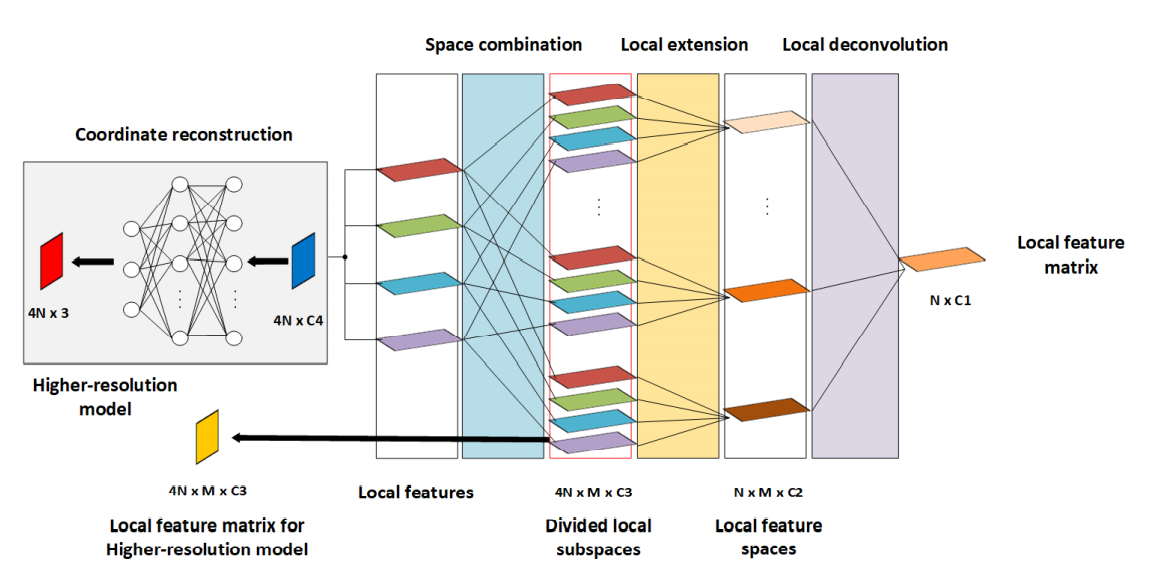 Space combination
Local extension
Local deconvolution
Coordinate reconstruction
4N x 3
4N x C4
Higher-resolution
model
4N x M x C3
Local feature matrix for
Higher-resolution model
Local features
4N x M x C3
Divided local
subspaces
N x M x C2
Local feature
spaces
Local feature
matrix
N x C1